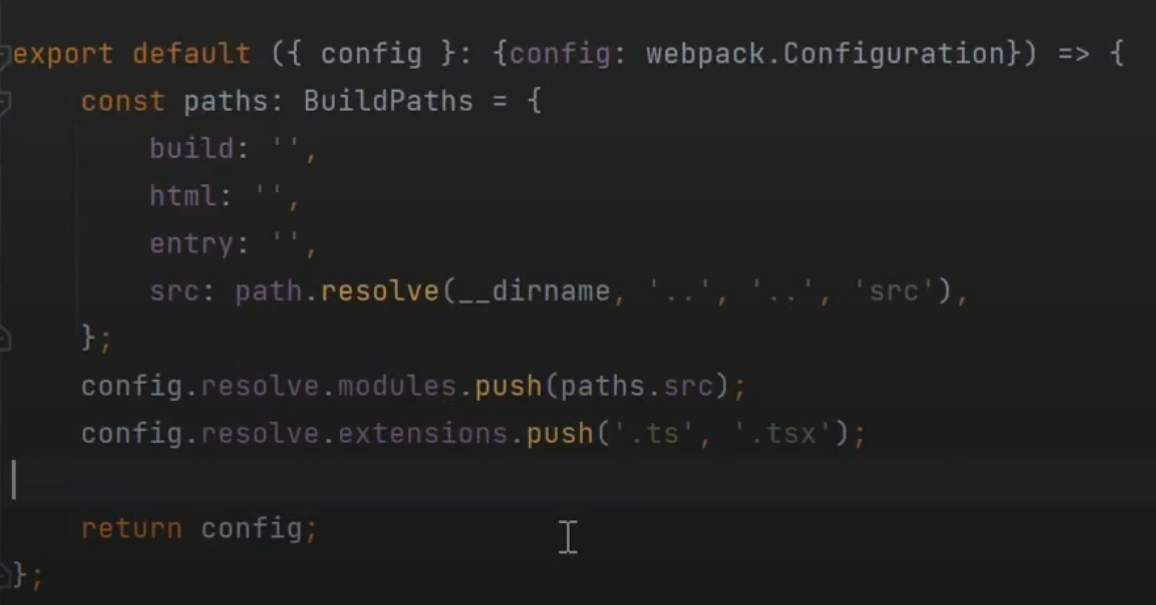 export default ({ config }: {config: webpack.Configuration}) => {
    const paths: BuildPaths = {
        build: '',
        html: '',
        entry: '',
        src: path.resolve(__dirname, '..', '..', 'src'),
    };
    config.resolve.modules.push(paths.src);
    config.resolve.extensions.push('.ts', '.tsx');
    return config;
};